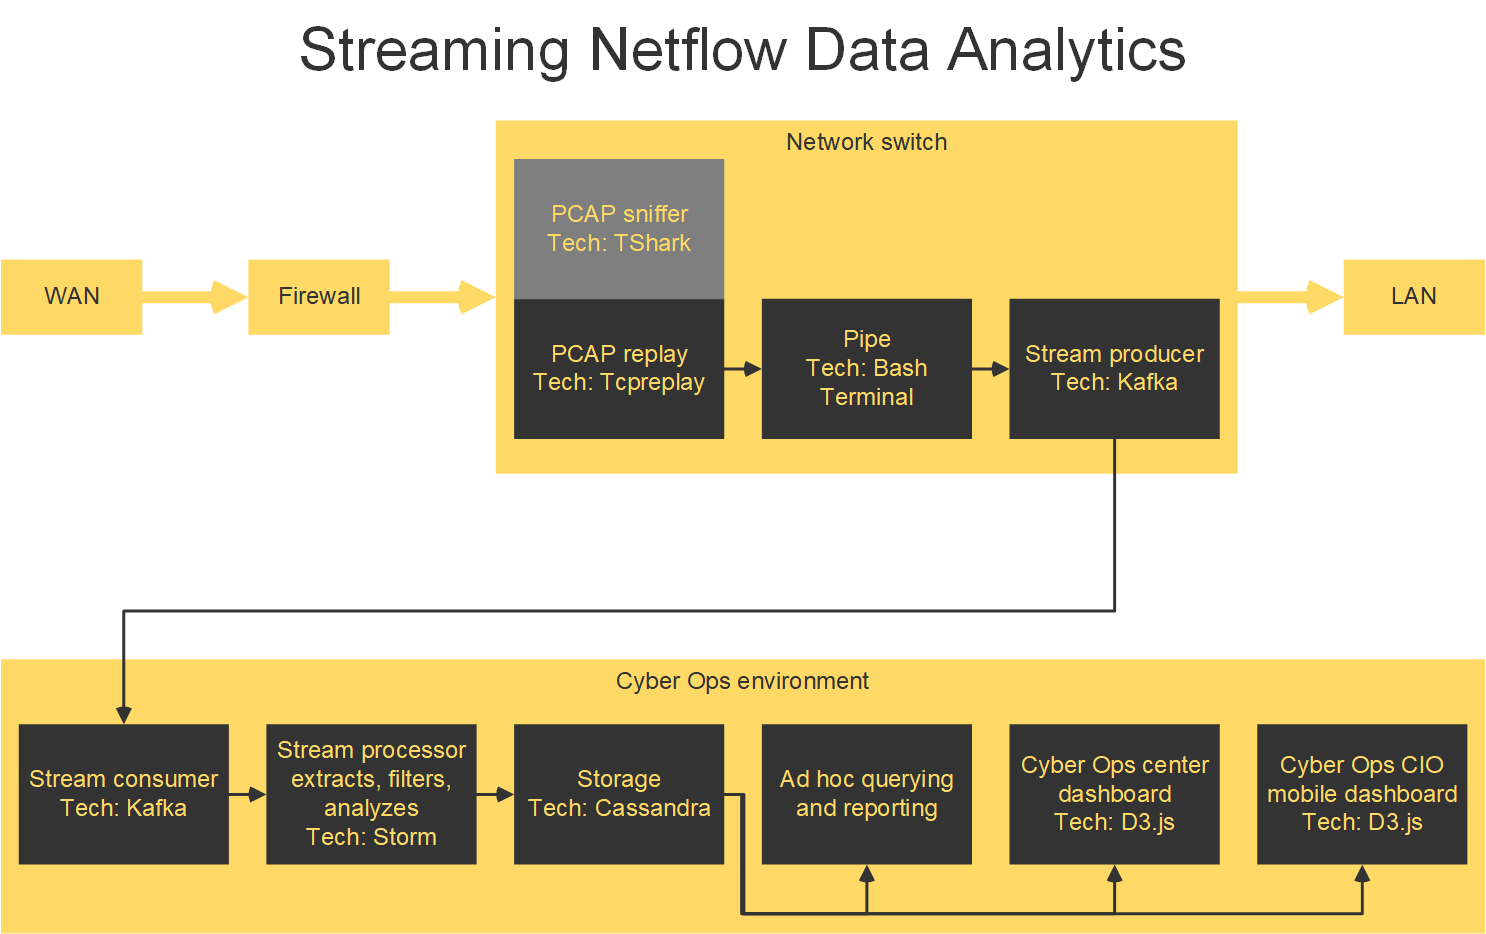 Streaming Netflow Data Analytics
Network switch
PCAP sniffer
Tech: TShark
WAN
Firewall
LAN
PCAP replay
Tech: Tcpreplay
Pipe
Tech: Bash
Terminal
Stream producer
Tech: Kafka
Cyber Ops environment
Stream consumer
Tech: Kafka
Stream processor
extracts, filters,
analyzes
Tech: Storm
Storage
Tech: Cassandra
Ad hoc querying
and reporting
Cyber Ops center
dashboard
Tech: D3.js
Cyber Ops CIO
mobile dashboard
Tech: D3.js